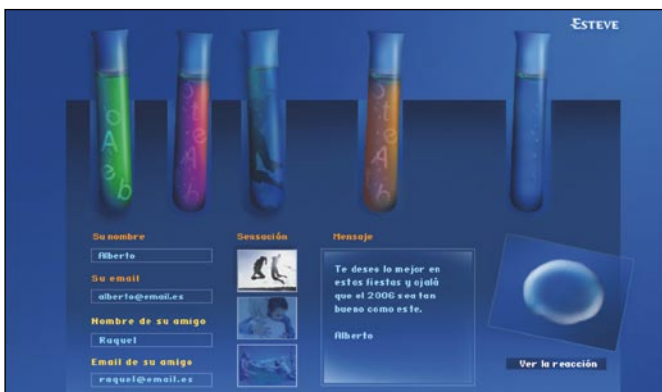 ESTEVE
Su nombre
Alberto
Su email
alberto@email.es
Nombre de su amigo
Raquel
Email de su amigo
raquel@email.es
Sensación
Mensaje
Te deseo lo mejor en
estas fiestas y ojalá
que el 2006 sea tan
bueno como este.
Alberto
Ver la reacción